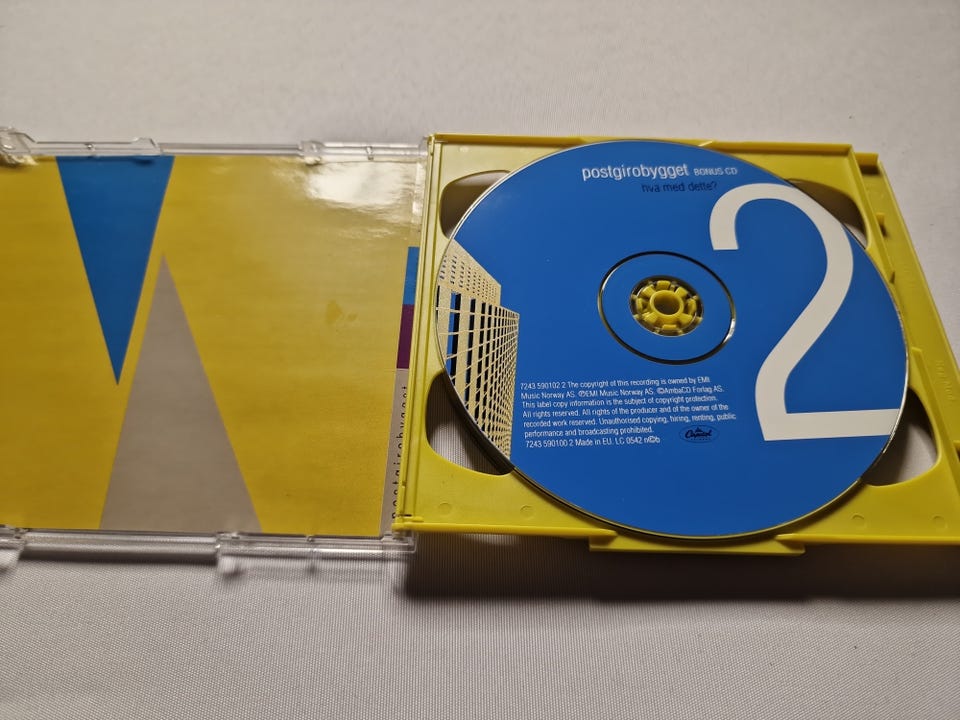 postgirobygget BONUS CD
hva med dette?
2
7243 590102 2 The copyright of this recording is owned by EMI
Music Norway AS. ℗EMI Music Norway AS. ©AmbaCD Forlag AS.
This label copy information is the subject of copyright protection.
All rights reserved. All rights of the producer and of the owner of the
recorded work reserved. Unauthorised copying, hiring, renting, public
performance and broadcasting prohibited.
7243 590100 2 Made in EU. LC 0542 n©b
Capitol
postgirobygget